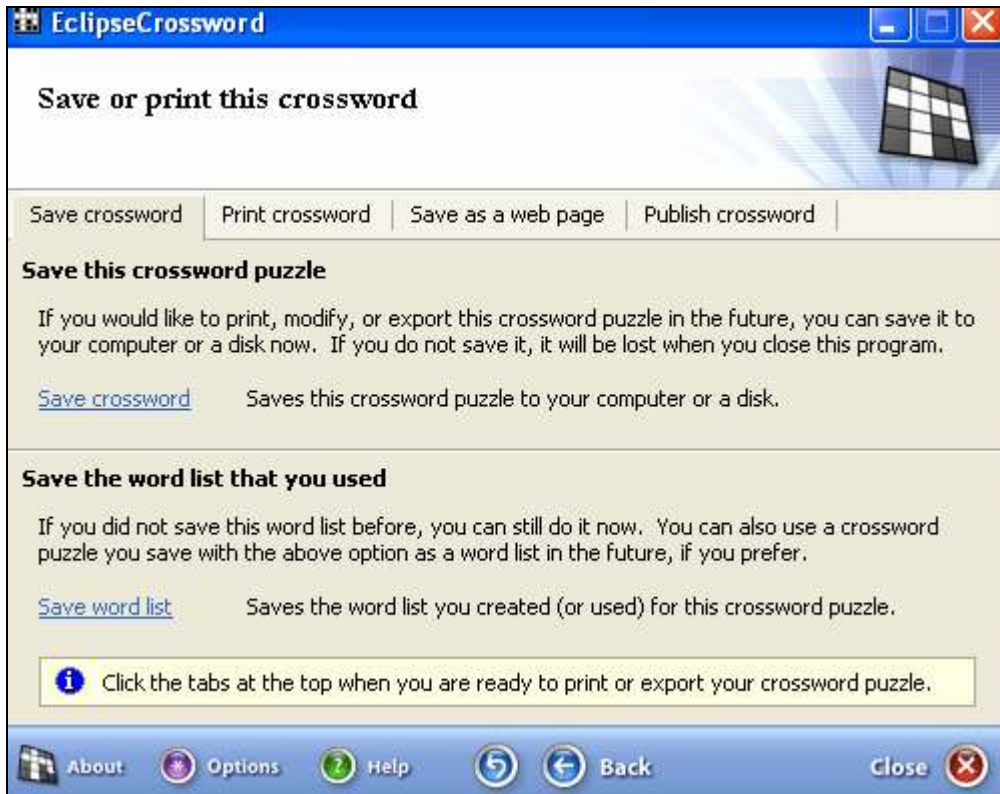 EclipseCrossword
Save or print this crossword
Save crossword Print crossword Save as a web page Publish crossword
Save this crossword puzzle
If you would like to print, modify, or export this crossword puzzle in the future, you can save it to
your computer or a disk now. If you do not save it, it will be lost when you close this program.
Save crossword Saves this crossword puzzle to your computer or a disk.
Save the word list that you used
If you did not save this word list before, you can still do it now. You can also use a crossword
puzzle you save with the above option as a word list in the future, if you prefer.
Save word list Saves the word list you created (or used) for this crossword puzzle.
Click the tabs at the top when you are ready to print or export your crossword puzzle.
About Options Help Back Close